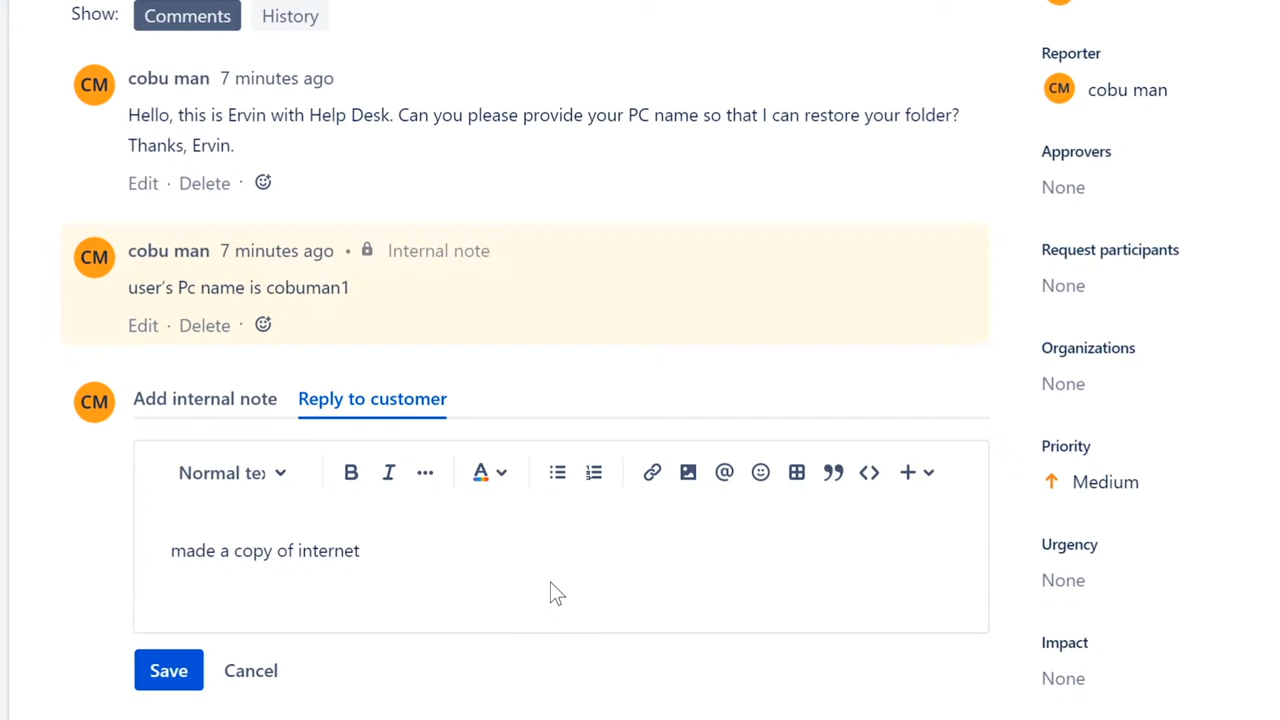 Show: Comments History
CM cobu man 7 minutes ago
Hello, this is Ervin with Help Desk. Can you please provide your PC name so that I can restore your folder?
Thanks, Ervin.
Edit · Delete ·
CM cobu man 7 minutes ago • Internal note
user's Pc name is cobuman1
Edit · Delete ·
CM Add internal note Reply to customer
Normal te B I ••• A @ <> +
made a copy of internet
Save Cancel
Reporter
CM cobu man
Approvers
None
Request participants
None
Organizations
None
Priority
Medium
Urgency
None
Impact
None